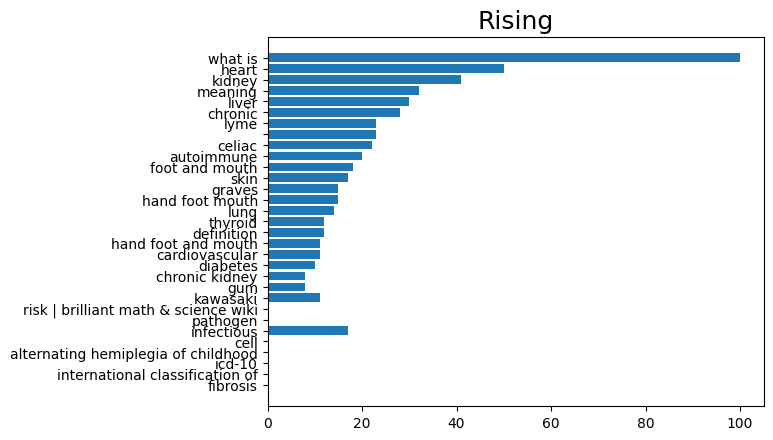 Rising
what is
heart
kidney
meaning
liver
chronic
lyme
celiac
autoimmune
foot and mouth
skin
graves
hand foot mouth
lung
thyroid
definition
hand foot and mouth
cardiovascular
diabetes
chronic kidney
gum
kawasaki
risk | brilliant math & science wiki
pathogen
infectious
cell
alternating hemiplegia of childhood
icd-10
international classification of
fibrosis
0 20 40 60 80 100